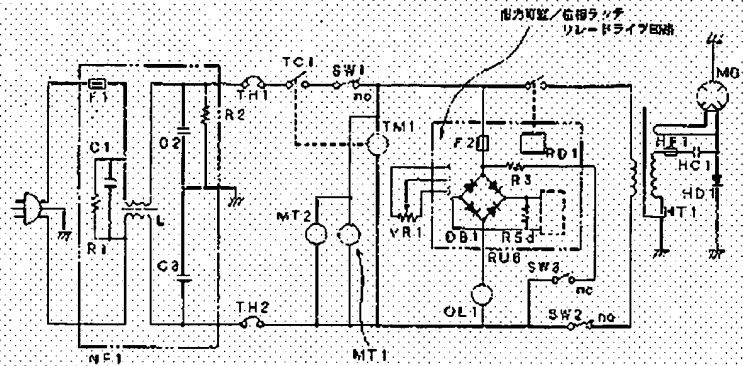 出力可変/位相ラッチ
リレードライブ回路
MG
TC1
SW1
no
F1
TH1
R2
TM1
F2
RD1
HF1
HC1
C1
C2
R3
HD1
MT2
VR1
HT1
L
DB1
R5d
R1
RU6
C3
SW3
nc
TH2
OL1
SW2
no
NF1
MT1